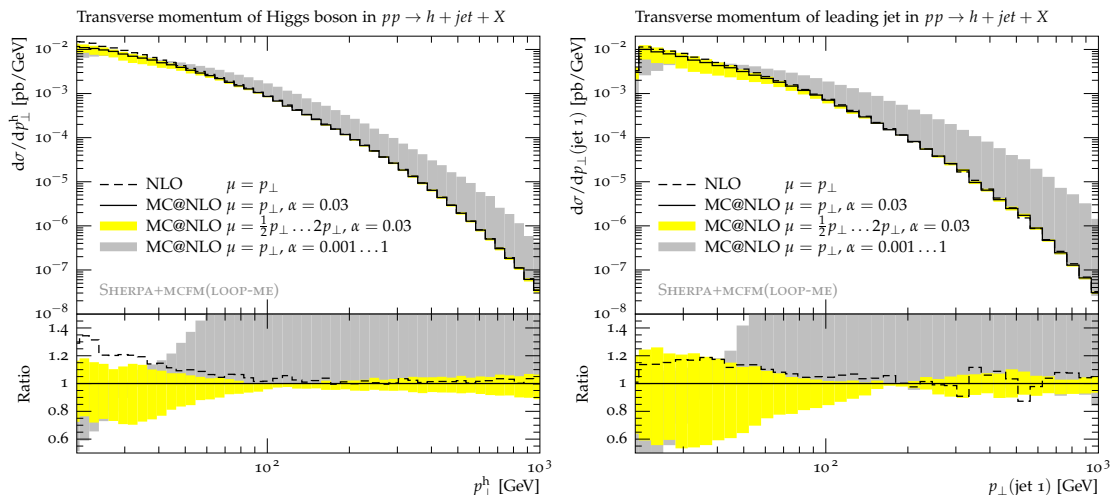 Transverse momentum of Higgs boson in pp → h + jet + X
dσ/dp⊥ʰ [pb/GeV]
10⁻²
10⁻³
10⁻⁴
10⁻⁵
10⁻⁶
10⁻⁷
10⁻⁸
NLO μ = p⊥
MC@NLO μ = p⊥, α = 0.03
MC@NLO μ = ½p⊥ … 2p⊥, α = 0.03
MC@NLO μ = p⊥, α = 0.001 … 1
SHERPA+MCFM(LOOP-ME)
Ratio
1.4
1.2
1
0.8
0.6
10²
10³
p⊥ʰ [GeV]
Transverse momentum of leading jet in pp → h + jet + X
dσ/dp⊥(jet 1) [pb/GeV]
10⁻²
10⁻³
10⁻⁴
10⁻⁵
10⁻⁶
10⁻⁷
10⁻⁸
NLO μ = p⊥
MC@NLO μ = p⊥, α = 0.03
MC@NLO μ = ½p⊥ … 2p⊥, α = 0.03
MC@NLO μ = p⊥, α = 0.001 … 1
SHERPA+MCFM(LOOP-ME)
Ratio
1.4
1.2
1
0.8
0.6
10²
10³
p⊥(jet 1) [GeV]